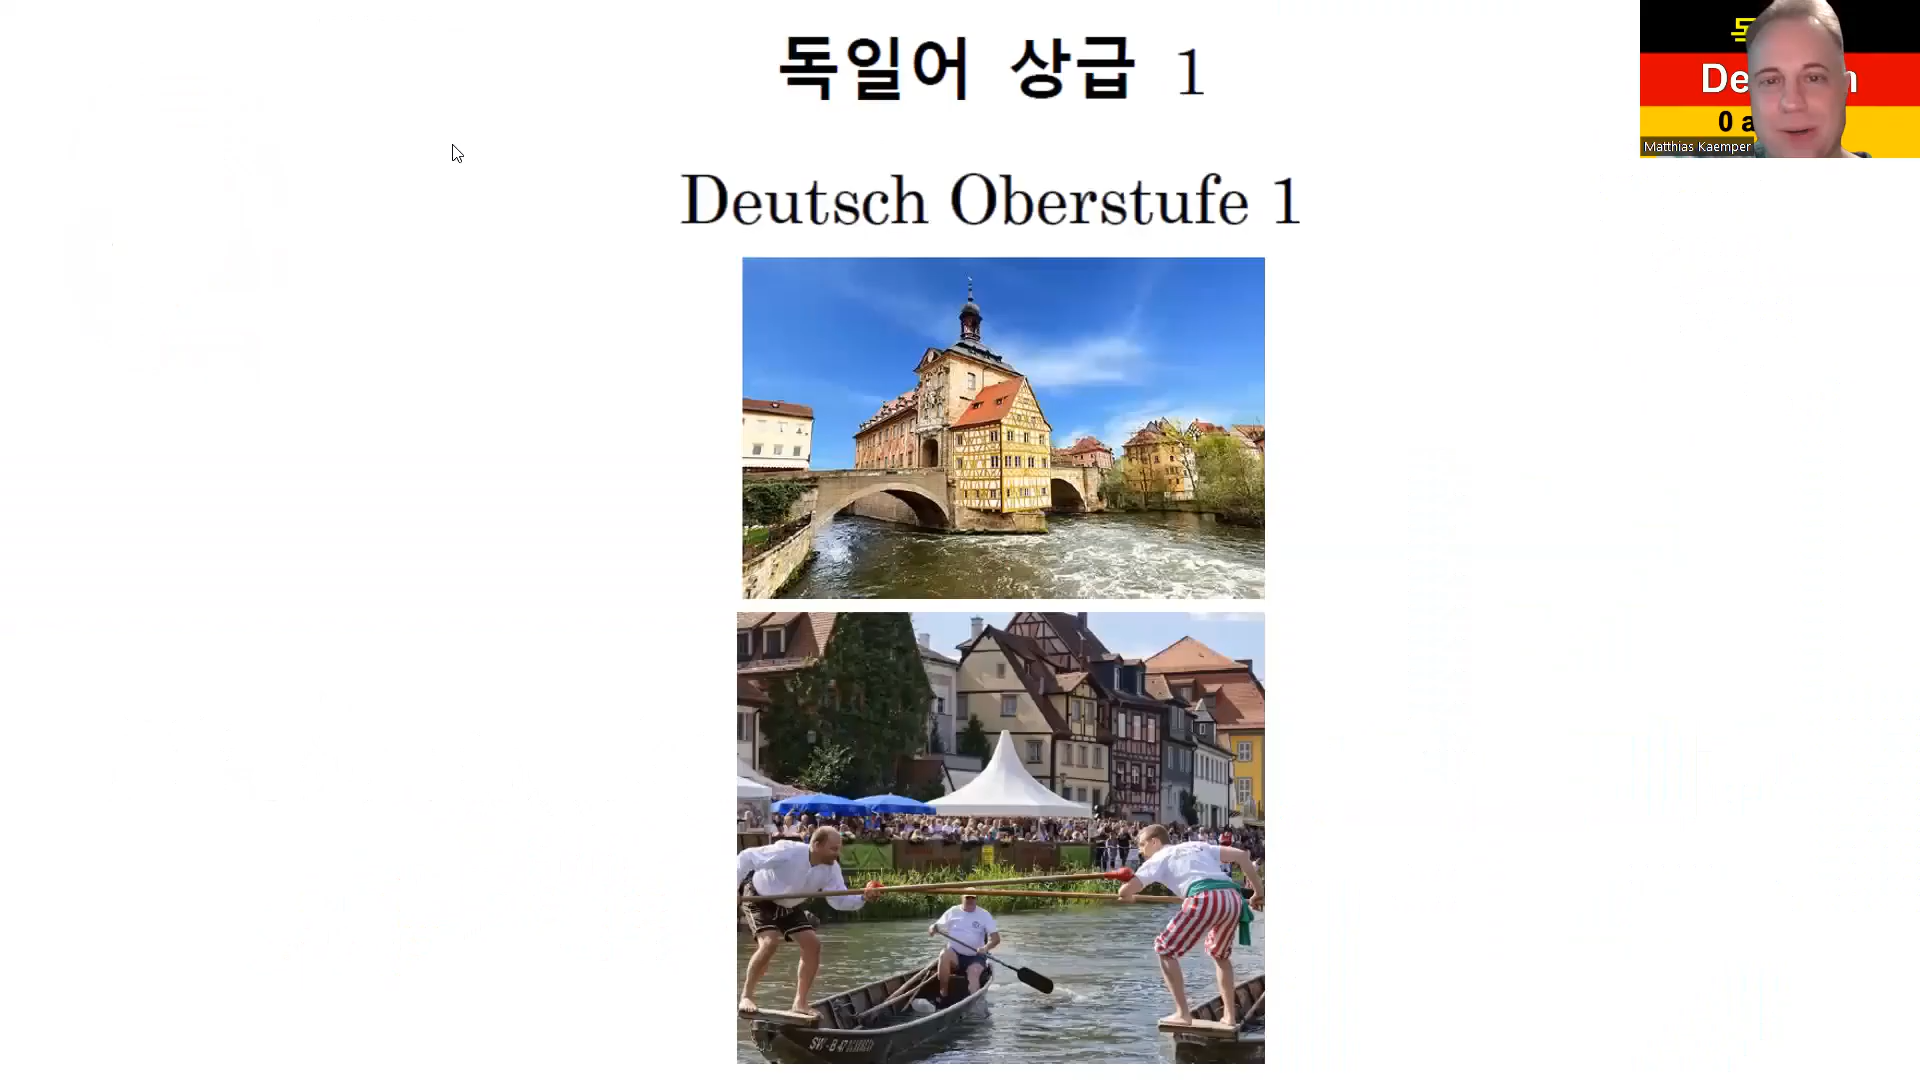 독일어 상급 1
Deutsch Oberstufe 1
De
0 a
Matthias Kaemper